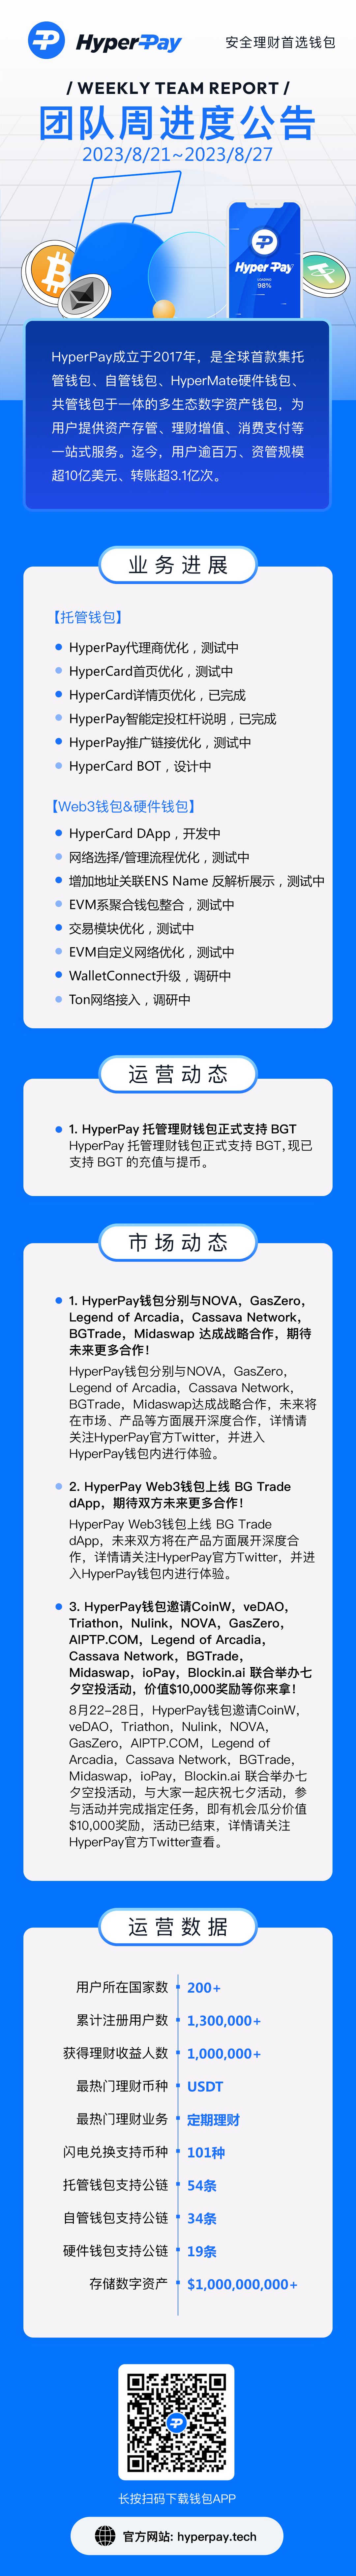 HyperPay
安全理财首选钱包
/ WEEKLY TEAM REPORT /
团队周进度公告
2023/8/21~2023/8/27
HyperPay
LOADING
98%
HyperPay成立于2017年，是全球首款集托
管钱包、自管钱包、HyperMate硬件钱包、
共管钱包于一体的多生态数字资产钱包，为
用户提供资产存管、理财增值、消费支付等
一站式服务。迄今，用户逾百万、资管规模
超10亿美元、转账超3.1亿次。
业务进展
【托管钱包】
HyperPay代理商优化，测试中
HyperCard首页优化，测试中
HyperCard详情页优化，已完成
HyperPay智能定投杠杆说明，已完成
HyperPay推广链接优化，测试中
HyperCard BOT，设计中
【Web3钱包&硬件钱包】
HyperCard DApp，开发中
网络选择/管理流程优化，测试中
增加地址关联ENS Name 反解析展示，测试中
EVM系聚合钱包整合，测试中
交易模块优化，测试中
EVM自定义网络优化，测试中
WalletConnect升级，调研中
Ton网络接入，调研中
运营动态
1. HyperPay 托管理财钱包正式支持 BGT
HyperPay 托管理财钱包正式支持 BGT，现已
支持 BGT 的充值与提币。
市场动态
1. HyperPay钱包分别与NOVA，GasZero，
Legend of Arcadia，Cassava Network，
BGTrade，Midaswap 达成战略合作，期待
未来更多合作！
HyperPay钱包分别与NOVA，GasZero，
Legend of Arcadia，Cassava Network，
BGTrade，Midaswap达成战略合作，未来将
在市场、产品等方面展开深度合作，详情请
关注HyperPay官方Twitter，并进入
HyperPay钱包内进行体验。
2. HyperPay Web3钱包上线 BG Trade
dApp，期待双方未来更多合作！
HyperPay Web3钱包上线 BG Trade
dApp，未来双方将在产品方面展开深度合
作，详情请关注HyperPay官方Twitter，并进
入HyperPay钱包内进行体验。
3. HyperPay钱包邀请CoinW，veDAO，
Triathon，Nulink，NOVA，GasZero，
AIPTP.COM，Legend of Arcadia，
Cassava Network，BGTrade，
Midaswap，ioPay，Blockin.ai 联合举办七
夕空投活动，价值$10,000奖励等你来拿！
8月22-28日，HyperPay钱包邀请CoinW，
veDAO，Triathon，Nulink，NOVA，
GasZero，AIPTP.COM，Legend of
Arcadia，Cassava Network，BGTrade，
Midaswap，ioPay，Blockin.ai 联合举办七
夕空投活动，与大家一起庆祝七夕活动，参
与活动并完成指定任务，即有机会瓜分价值
$10,000奖励，活动已结束，详情请关注
HyperPay官方Twitter查看。
运营数据
用户所在国家数 200+
累计注册用户数 1,300,000+
获得理财收益人数 1,000,000+
最热门理财币种 USDT
最热门理财业务 定期理财
闪电兑换支持币种 101种
托管钱包支持公链 54条
自管钱包支持公链 34条
硬件钱包支持公链 19条
存储数字资产 $1,000,000,000+
长按扫码下载钱包APP
官方网站: hyperpay.tech